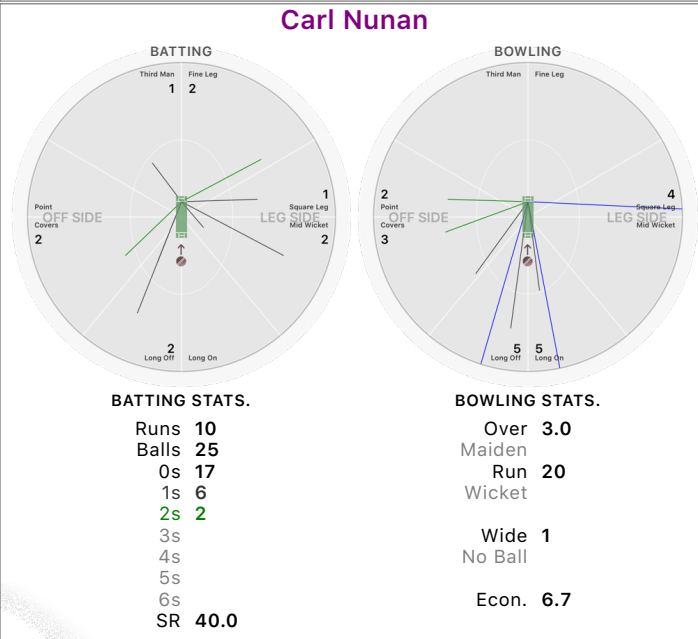 Carl Nunan
BATTING
Third Man Fine Leg
1 2
1
Point Square Leg
OFF SIDE LEG SIDE
Covers Mid Wicket
2 2
2
Long Off Long On
BOWLING
Third Man Fine Leg
2 4
Point Square Leg
OFF SIDE LEG SIDE
Covers Mid Wicket
3
5 5
Long Off Long On
BATTING STATS.
Runs 10
Balls 25
0s 17
1s 6
2s 2
3s
4s
5s
6s
SR 40.0
BOWLING STATS.
Over 3.0
Maiden
Run 20
Wicket
Wide 1
No Ball
Econ. 6.7